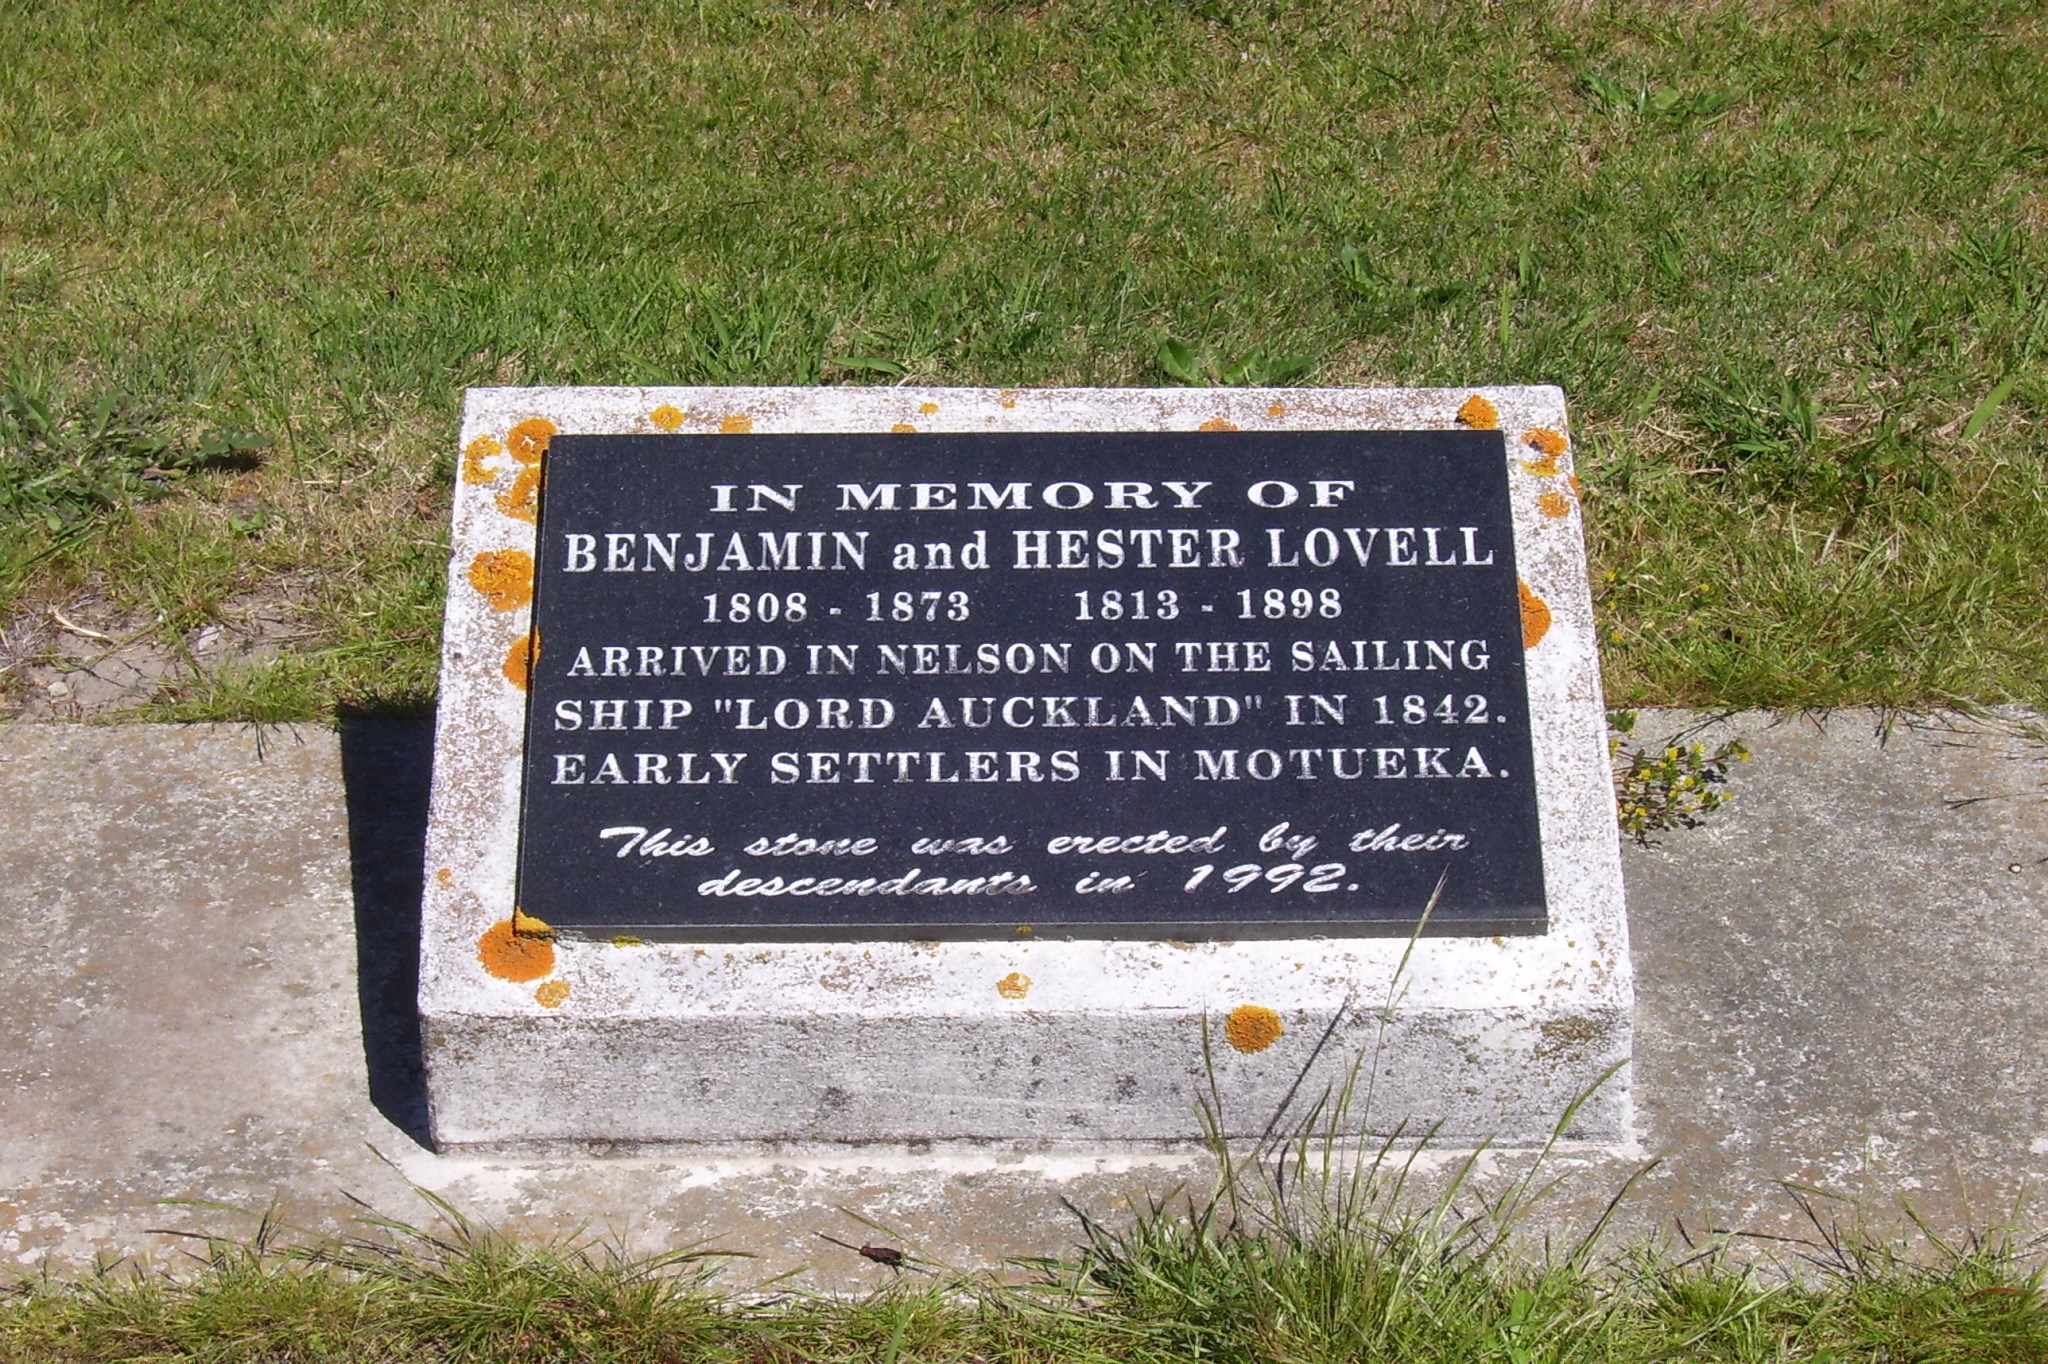 IN MEMORY OF
BENJAMIN and HESTER LOVELL
1808 - 1873 1813 - 1898
ARRIVED IN NELSON ON THE SAILING
SHIP "LORD AUCKLAND" IN 1842.
EARLY SETTLERS IN MOTUEKA.
This stone was erected by their
descendants in 1992.